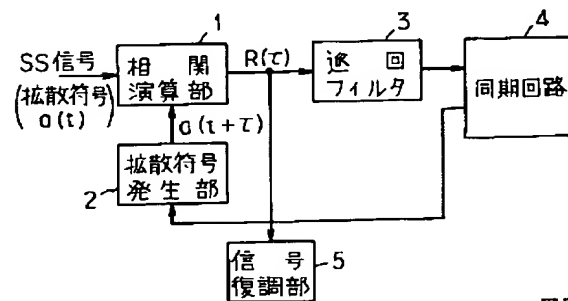 1
3
4
SS信号
(拡散符号
a(t))
相関
演算部
R(τ)
巡回
フィルタ
同期回路
a(t+τ)
拡散符号
発生部
2
信号
復調部
5